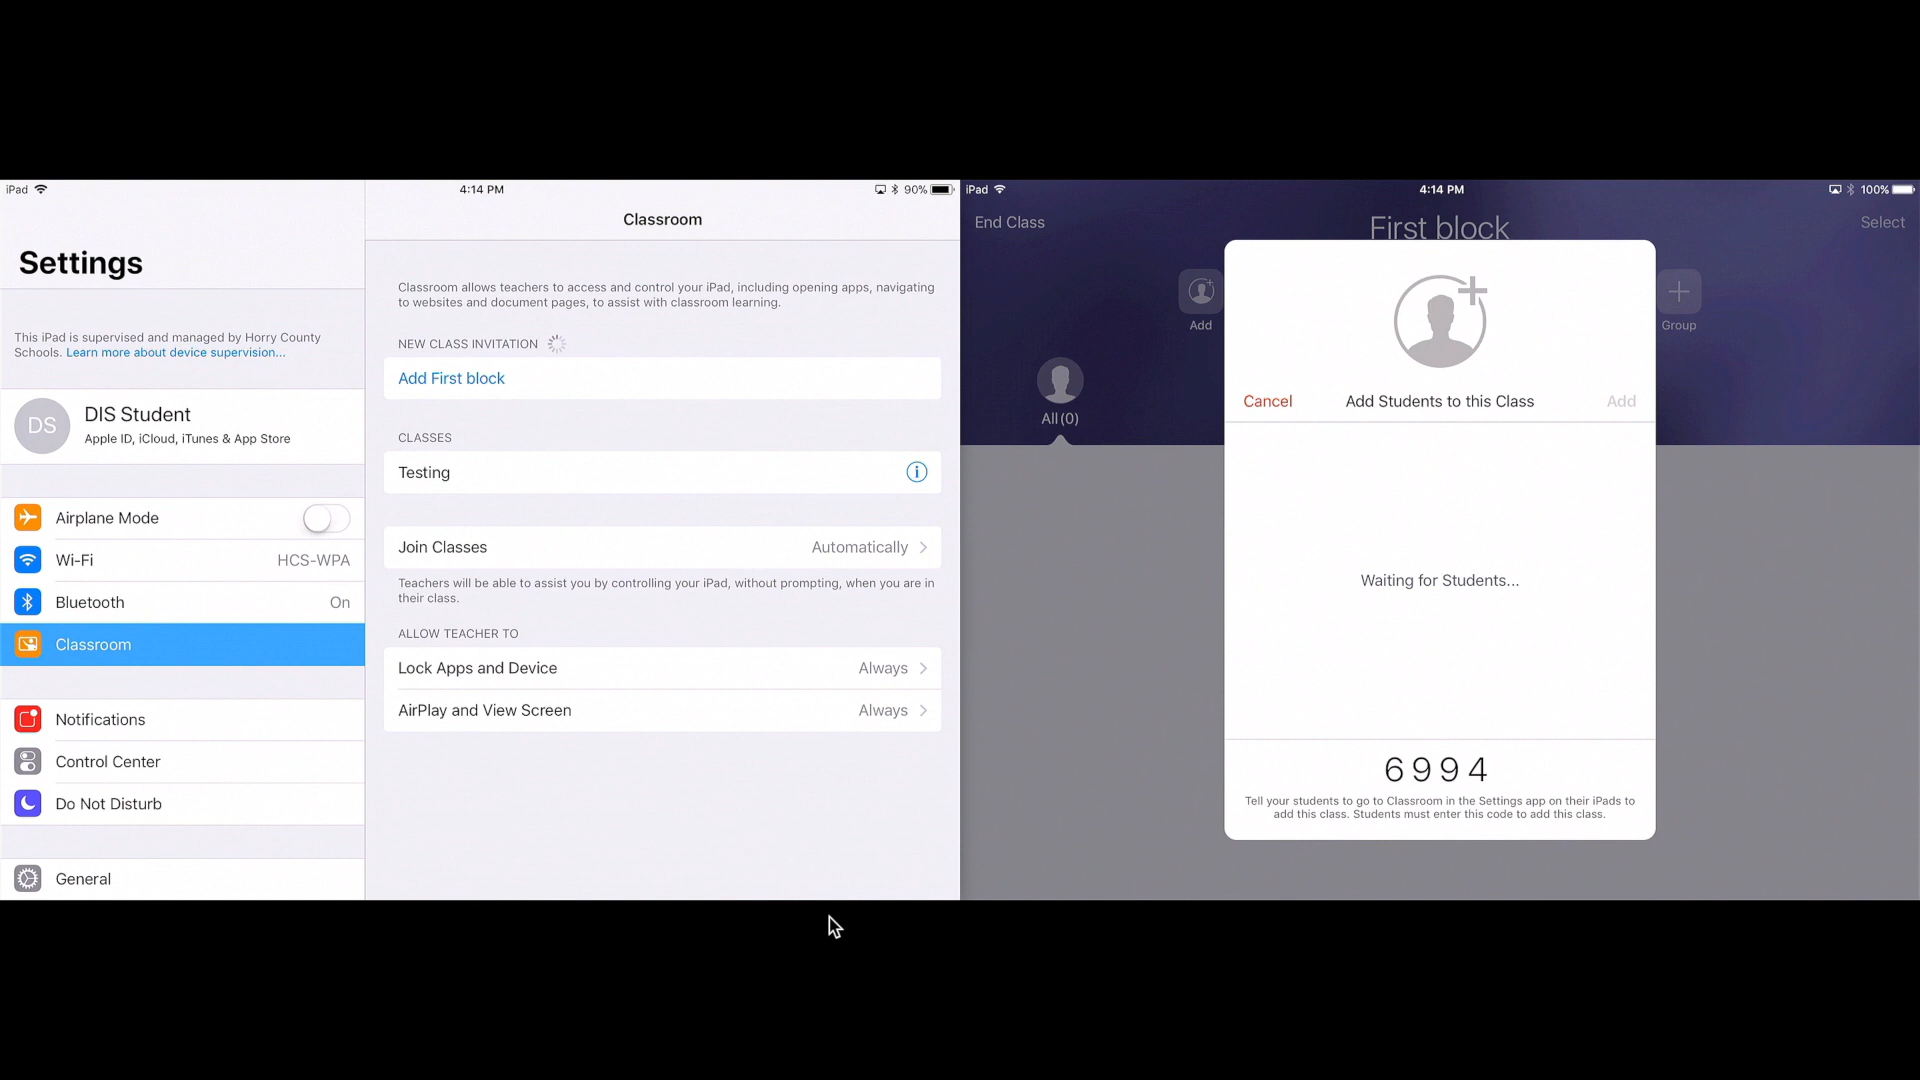 iPad
4:14 PM
90%
Settings
This iPad is supervised and managed by Horry County
Schools. Learn more about device supervision...
DS
DIS Student
Apple ID, iCloud, iTunes & App Store
Airplane Mode
Wi-Fi
HCS-WPA
Bluetooth
On
Classroom
Notifications
Control Center
Do Not Disturb
General
Classroom
Classroom allows teachers to access and control your iPad, including opening apps, navigating
to websites and document pages, to assist with classroom learning.
NEW CLASS INVITATION
Add First block
CLASSES
Testing
Join Classes
Automatically
Teachers will be able to assist you by controlling your iPad, without prompting, when you are in
their class.
ALLOW TEACHER TO
Lock Apps and Device
Always
AirPlay and View Screen
Always
iPad
4:14 PM
100%
End Class
First block
Select
Add
Group
All (0)
Cancel
Add Students to this Class
Add
Waiting for Students...
6994
Tell your students to go to Classroom in the Settings app on their iPads to
add this class. Students must enter this code to add this class.